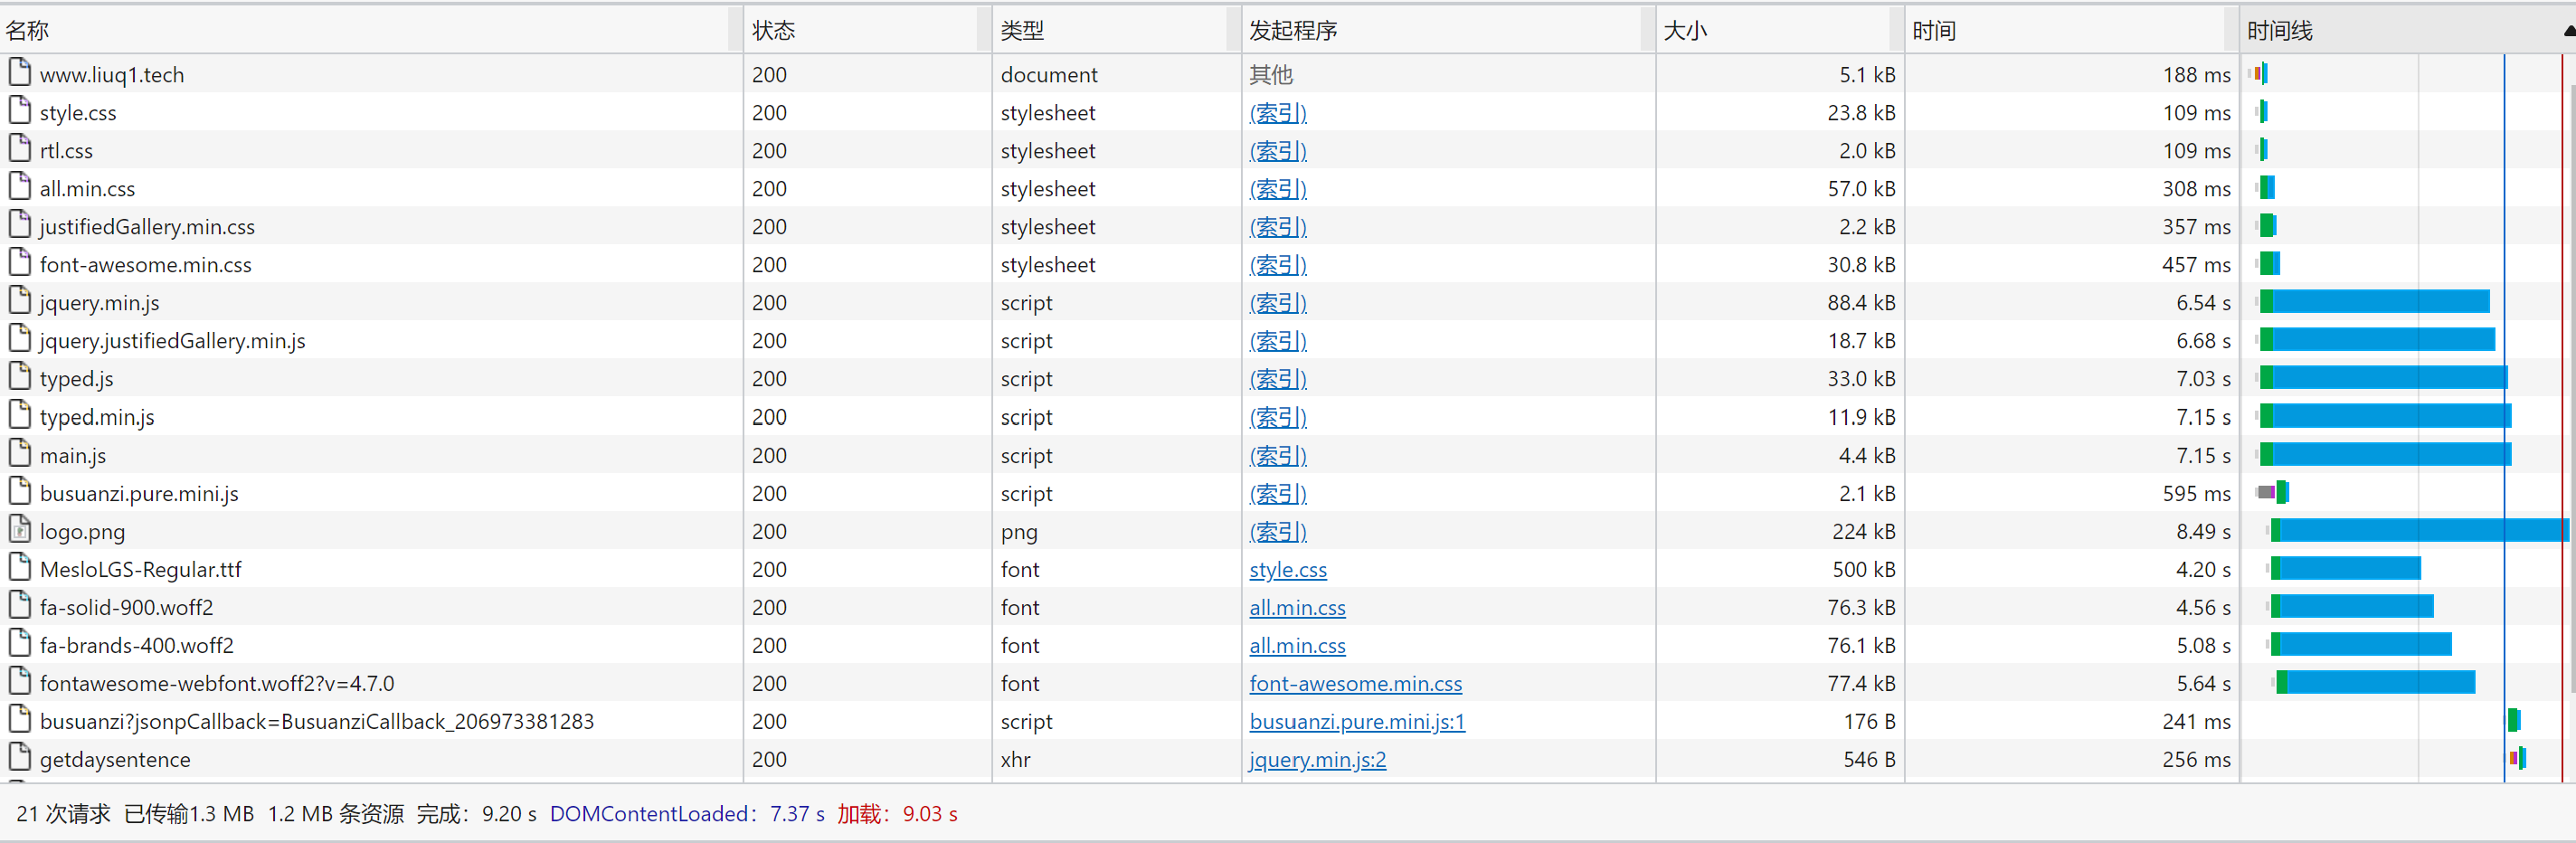 名称 状态 类型 发起程序 大小 时间 时间线
www.liuq1.tech 200 document 其他 5.1 kB 188 ms
style.css 200 stylesheet (索引) 23.8 kB 109 ms
rtl.css 200 stylesheet (索引) 2.0 kB 109 ms
all.min.css 200 stylesheet (索引) 57.0 kB 308 ms
justifiedGallery.min.css 200 stylesheet (索引) 2.2 kB 357 ms
font-awesome.min.css 200 stylesheet (索引) 30.8 kB 457 ms
jquery.min.js 200 script (索引) 88.4 kB 6.54 s
jquery.justifiedGallery.min.js 200 script (索引) 18.7 kB 6.68 s
typed.js 200 script (索引) 33.0 kB 7.03 s
typed.min.js 200 script (索引) 11.9 kB 7.15 s
main.js 200 script (索引) 4.4 kB 7.15 s
busuanzi.pure.mini.js 200 script (索引) 2.1 kB 595 ms
logo.png 200 png (索引) 224 kB 8.49 s
MesloLGS-Regular.ttf 200 font style.css 500 kB 4.20 s
fa-solid-900.woff2 200 font all.min.css 76.3 kB 4.56 s
fa-brands-400.woff2 200 font all.min.css 76.1 kB 5.08 s
fontawesome-webfont.woff2?v=4.7.0 200 font font-awesome.min.css 77.4 kB 5.64 s
busuanzi?jsonpCallback=BusuanziCallback_206973381283 200 script busuanzi.pure.mini.js:1 176 B 241 ms
getdaysentence 200 xhr jquery.min.js:2 546 B 256 ms
21 次请求 已传输1.3 MB 1.2 MB 条资源 完成：9.20 s DOMContentLoaded：7.37 s 加载：9.03 s